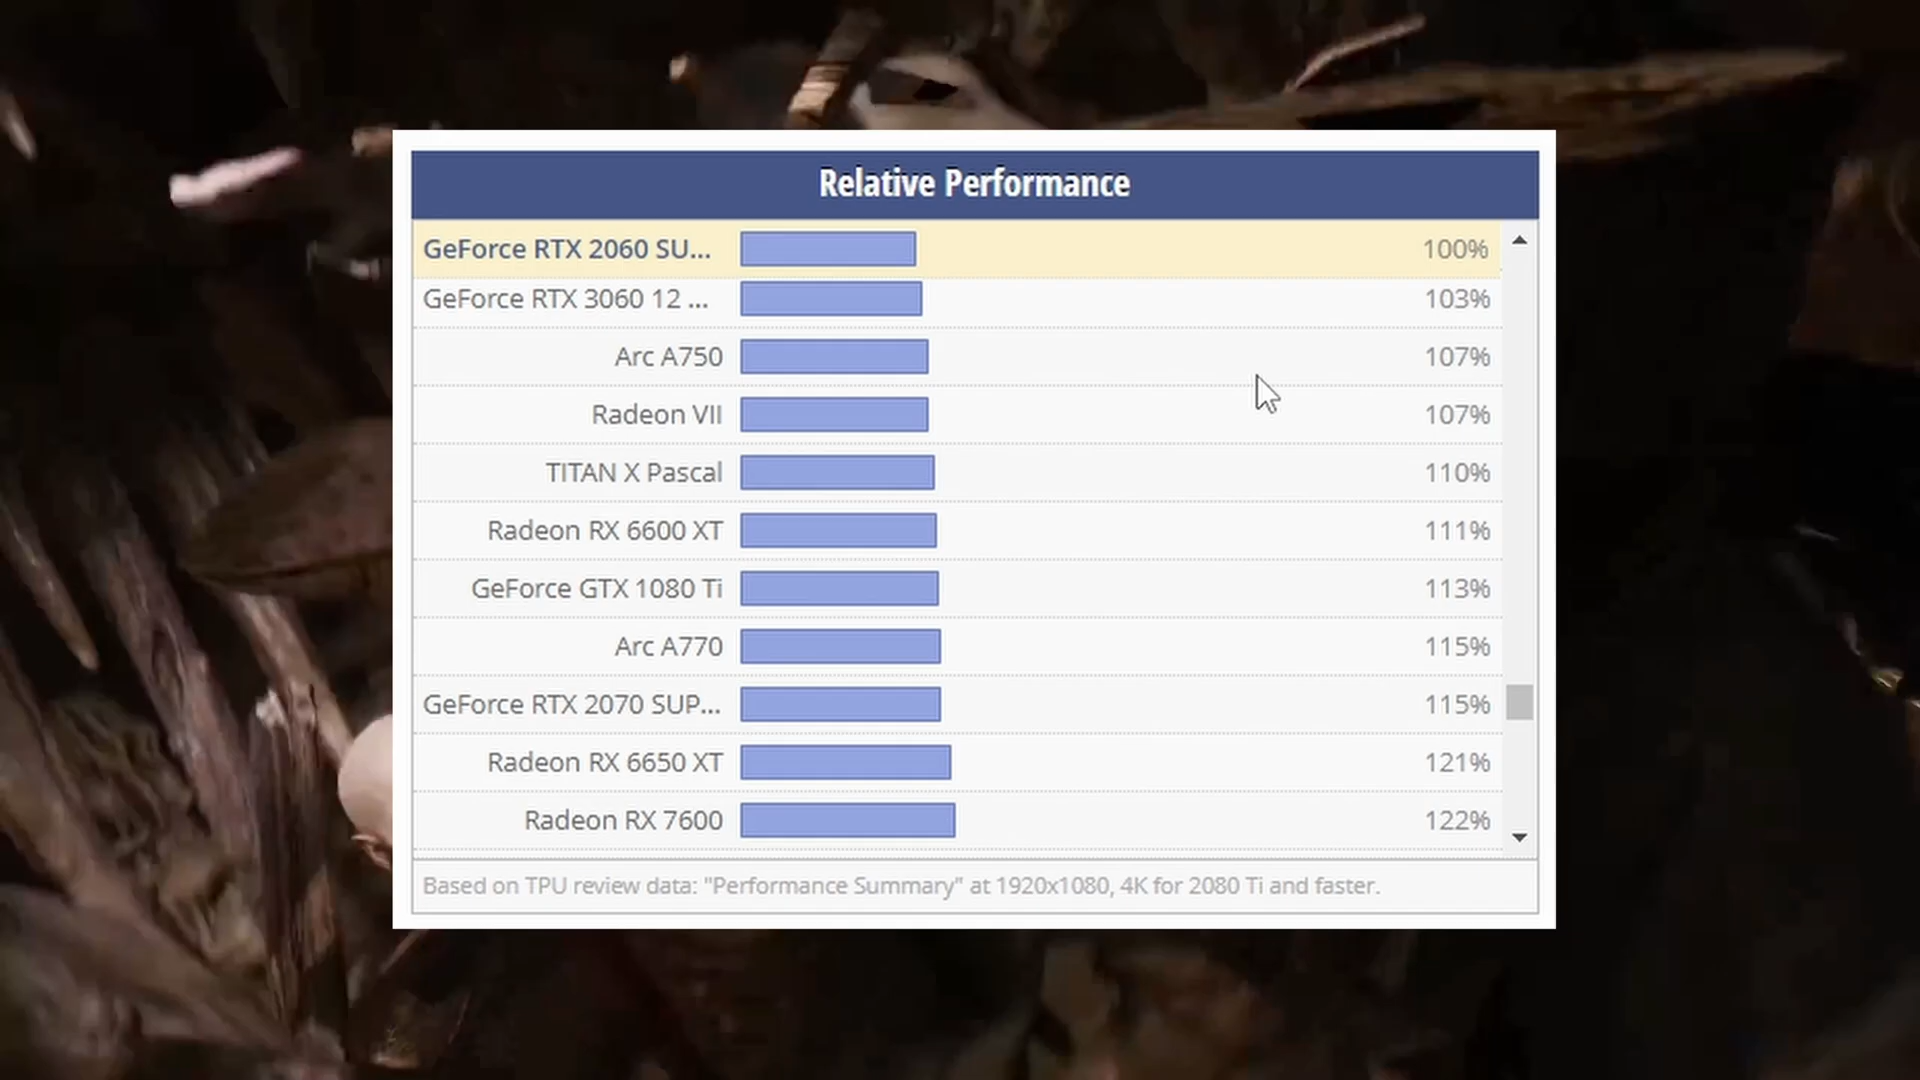 Relative Performance
GeForce RTX 2060 SU... 100%
GeForce RTX 3060 12 ... 103%
Arc A750 107%
Radeon VII 107%
TITAN X Pascal 110%
Radeon RX 6600 XT 111%
GeForce GTX 1080 Ti 113%
Arc A770 115%
GeForce RTX 2070 SUP... 115%
Radeon RX 6650 XT 121%
Radeon RX 7600 122%
Based on TPU review data: "Performance Summary" at 1920x1080, 4K for 2080 Ti and faster.